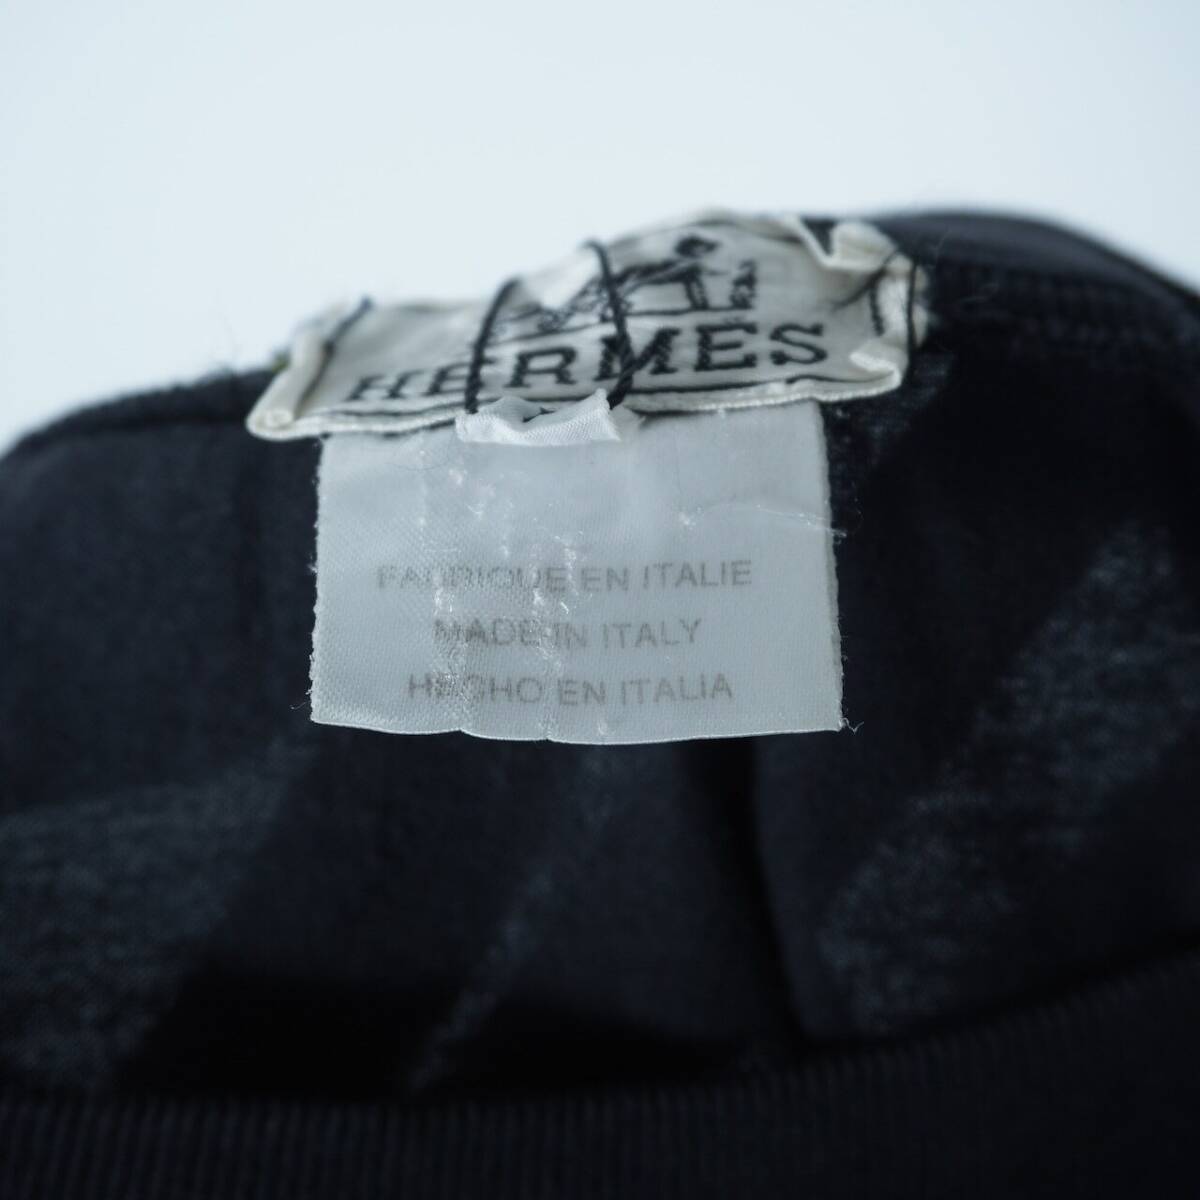 HERMES
FABRIQUE EN ITALIE
MADE IN ITALY
HECHO EN ITALIA